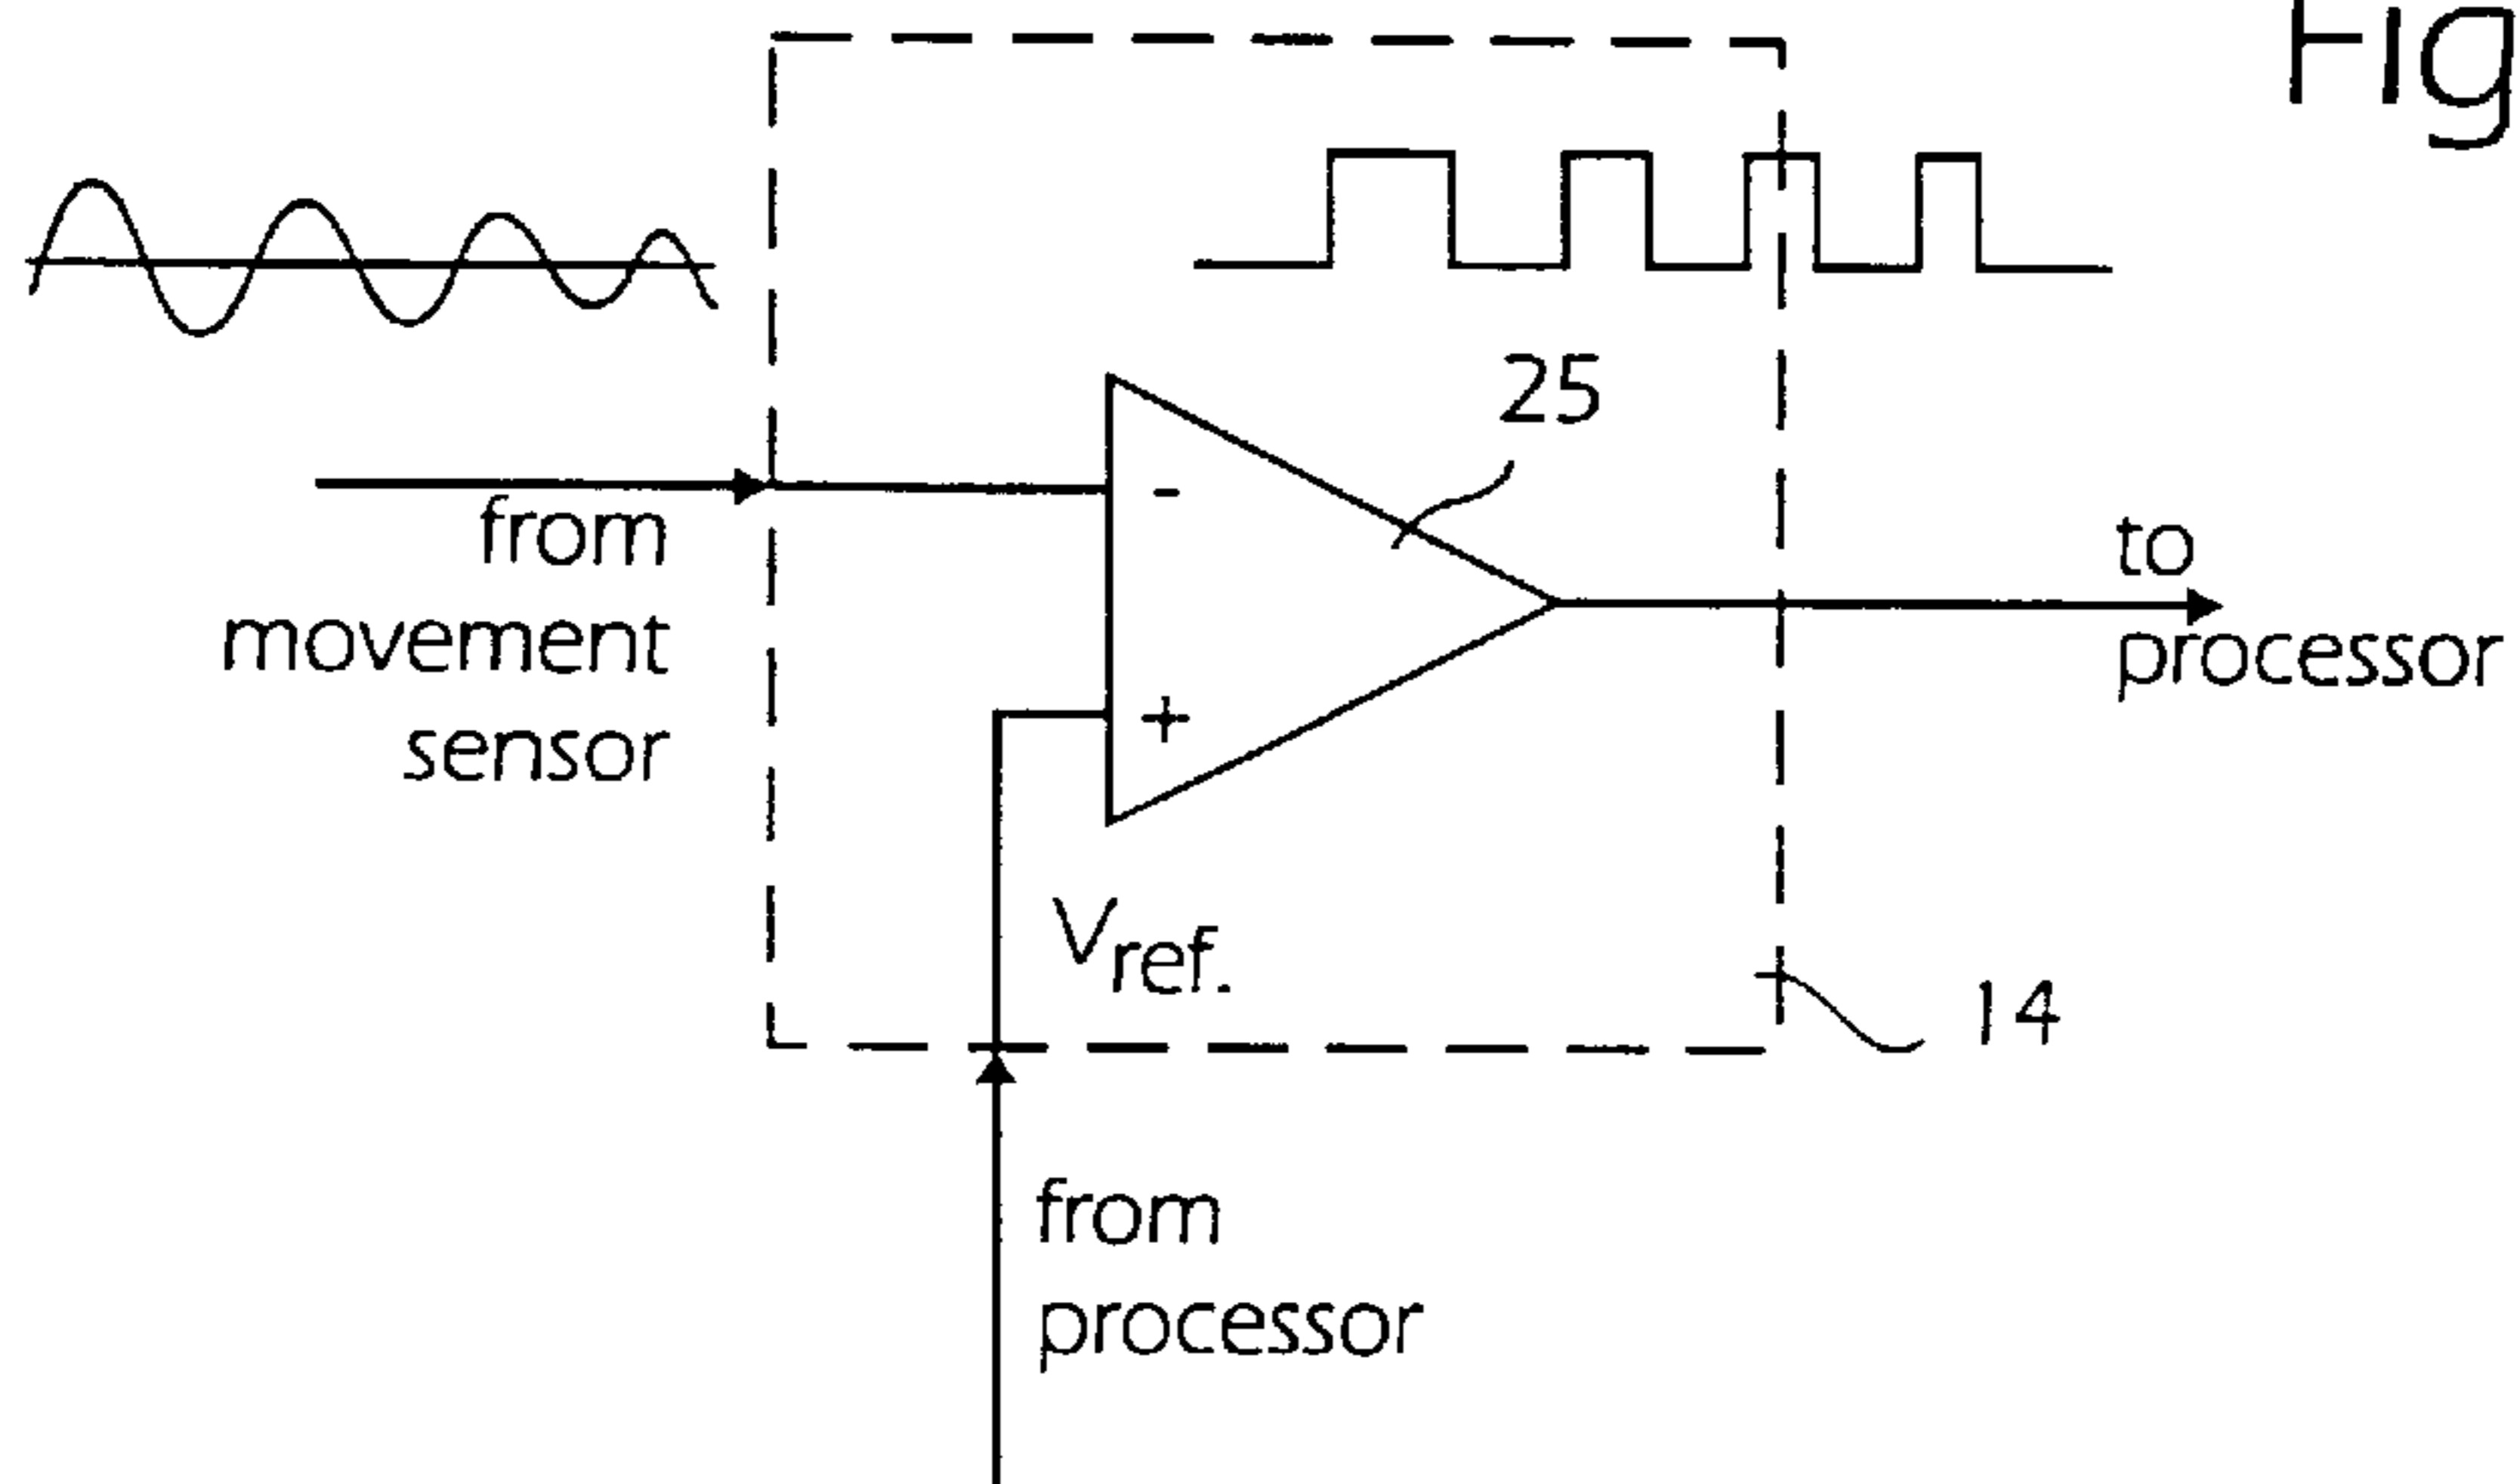 Fig
25
-
from
movement
sensor
to
processor
+
Vref.
14
from
processor